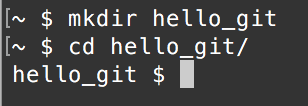 [~ $ mkdir hello_git
[~ $ cd hello_git/
hello_git $